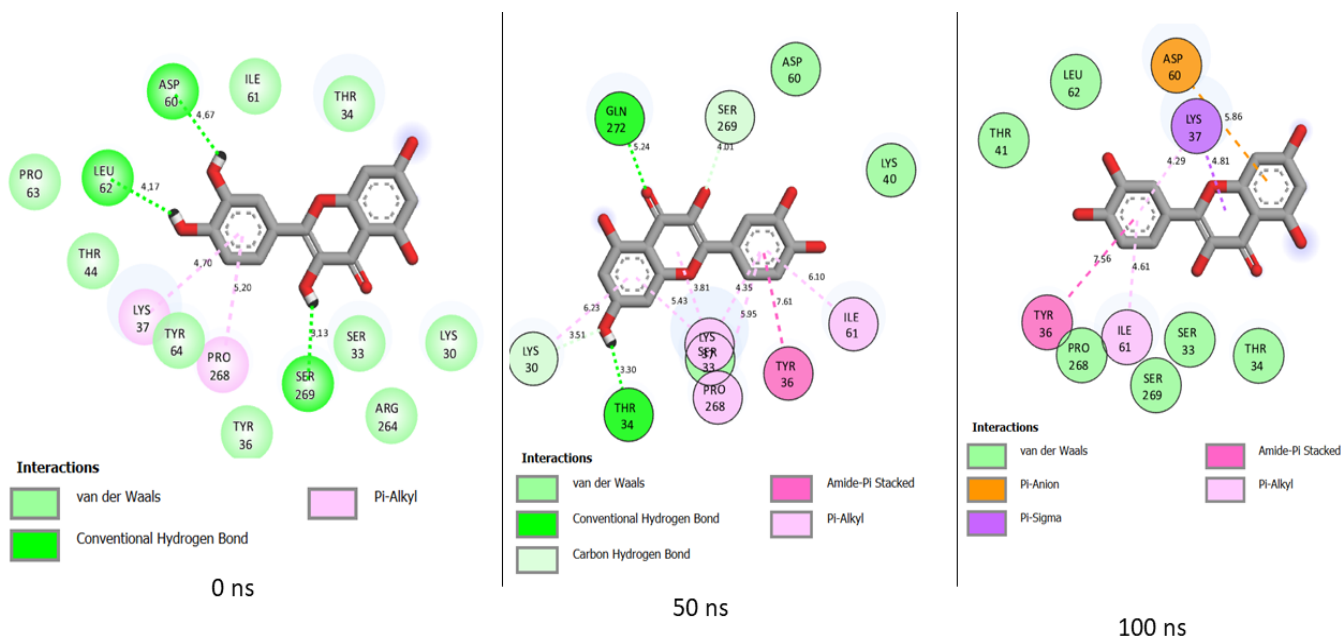 ASP
60
ILE
61
THR
34
4,67
PRO
63
LEU
62
4,17
THR
44
LYS
37
4,70
5,20
TYR
64
PRO
268
3,13
SER
33
LYS
30
SER
269
ARG
264
TYR
36
Interactions
van der Waals
Pi-Alkyl
Conventional Hydrogen Bond
0 ns
GLN
272
5.24
SER
269
4.01
ASP
60
LYS
40
3.81
4.35
6.10
5.43
5.95
6.23
3.51
7.61
LYS
30
3.30
THR
34
LYS
37
SER
33
PRO
268
TYR
36
ILE
61
Interactions
van der Waals
Amide-Pi Stacked
Conventional Hydrogen Bond
Pi-Alkyl
Carbon Hydrogen Bond
50 ns
ASP
60
LEU
62
THR
41
LYS
37
5.86
4.29
4.81
7.56
4.61
TYR
36
PRO
268
ILE
61
SER
269
SER
33
THR
34
Interactions
van der Waals
Amide-Pi Stacked
Pi-Anion
Pi-Alkyl
Pi-Sigma
100 ns